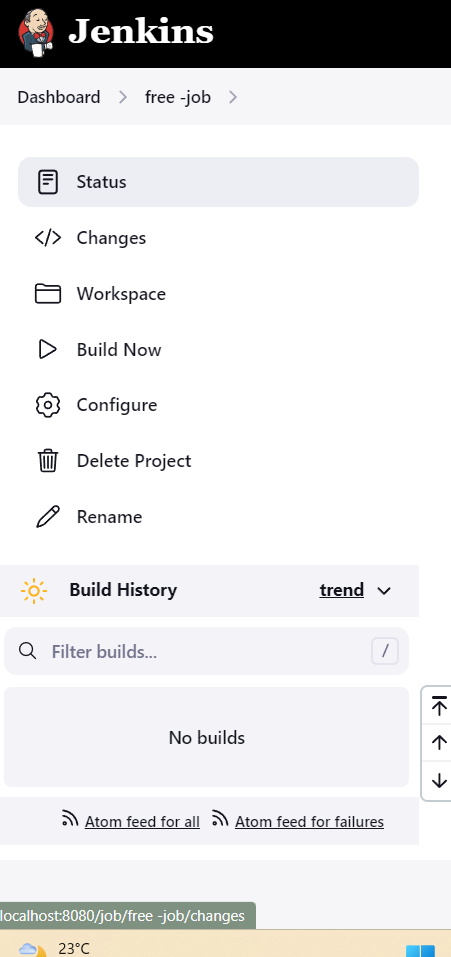 Jenkins
Dashboard > free -job >
Status
Changes
Workspace
Build Now
Configure
Delete Project
Rename
Build History trend
Filter builds... /
No builds
Atom feed for all Atom feed for failures
localhost:8080/job/free -job/changes
23°C